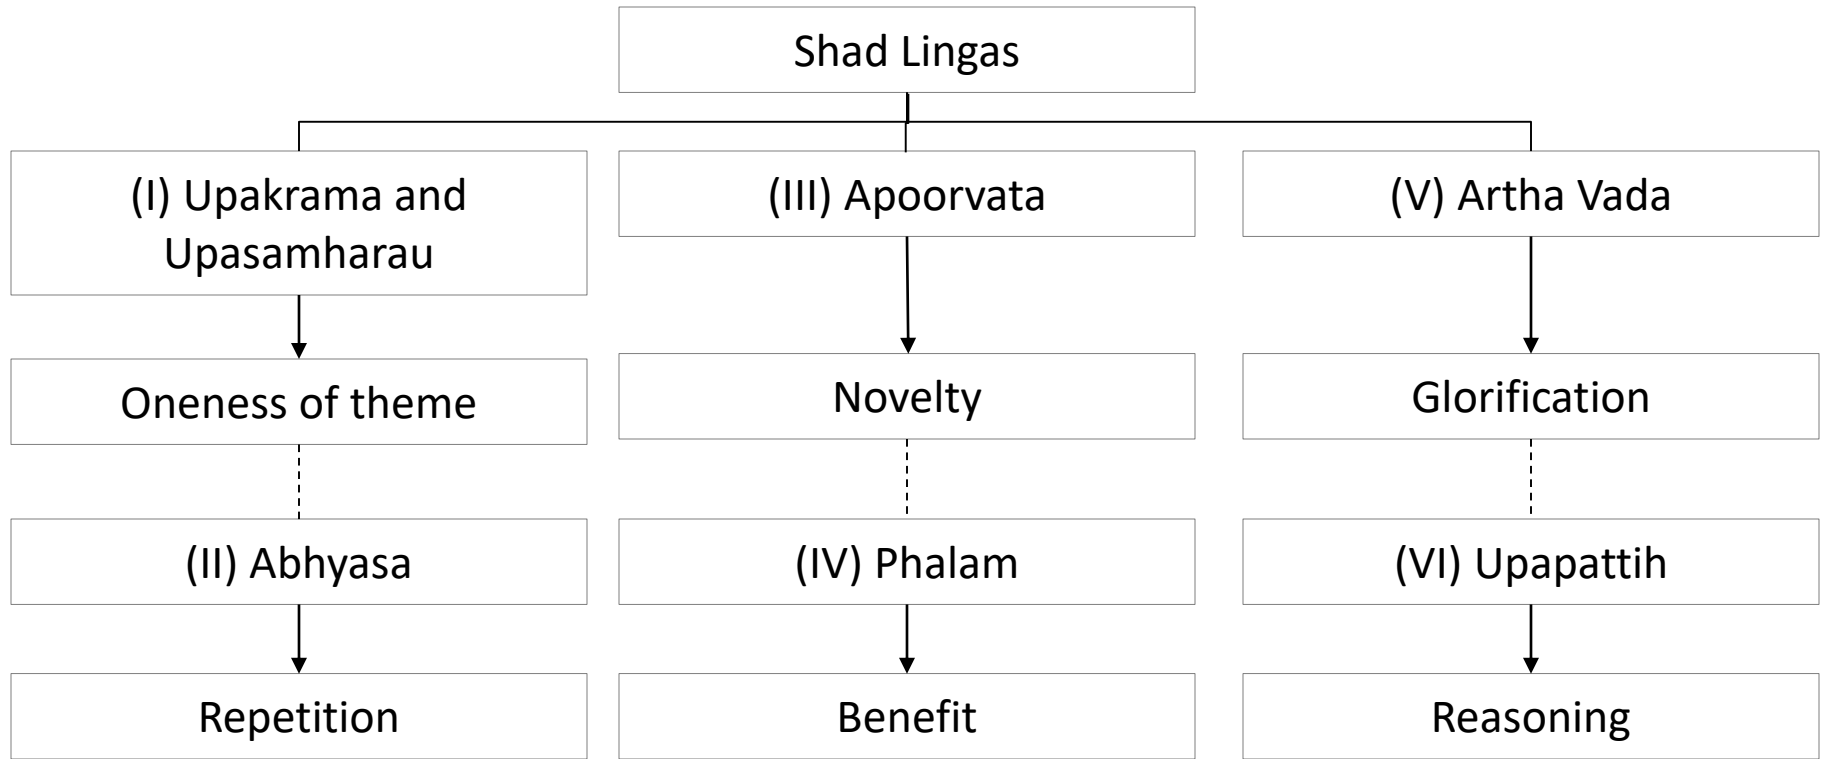 Shad Lingas
(I) Upakrama and
Upasamharau
(III) Apoorvata
(V) Artha Vada
Oneness of theme
Novelty
Glorification
(II) Abhyasa
(IV) Phalam
(VI) Upapattih
Repetition
Benefit
Reasoning